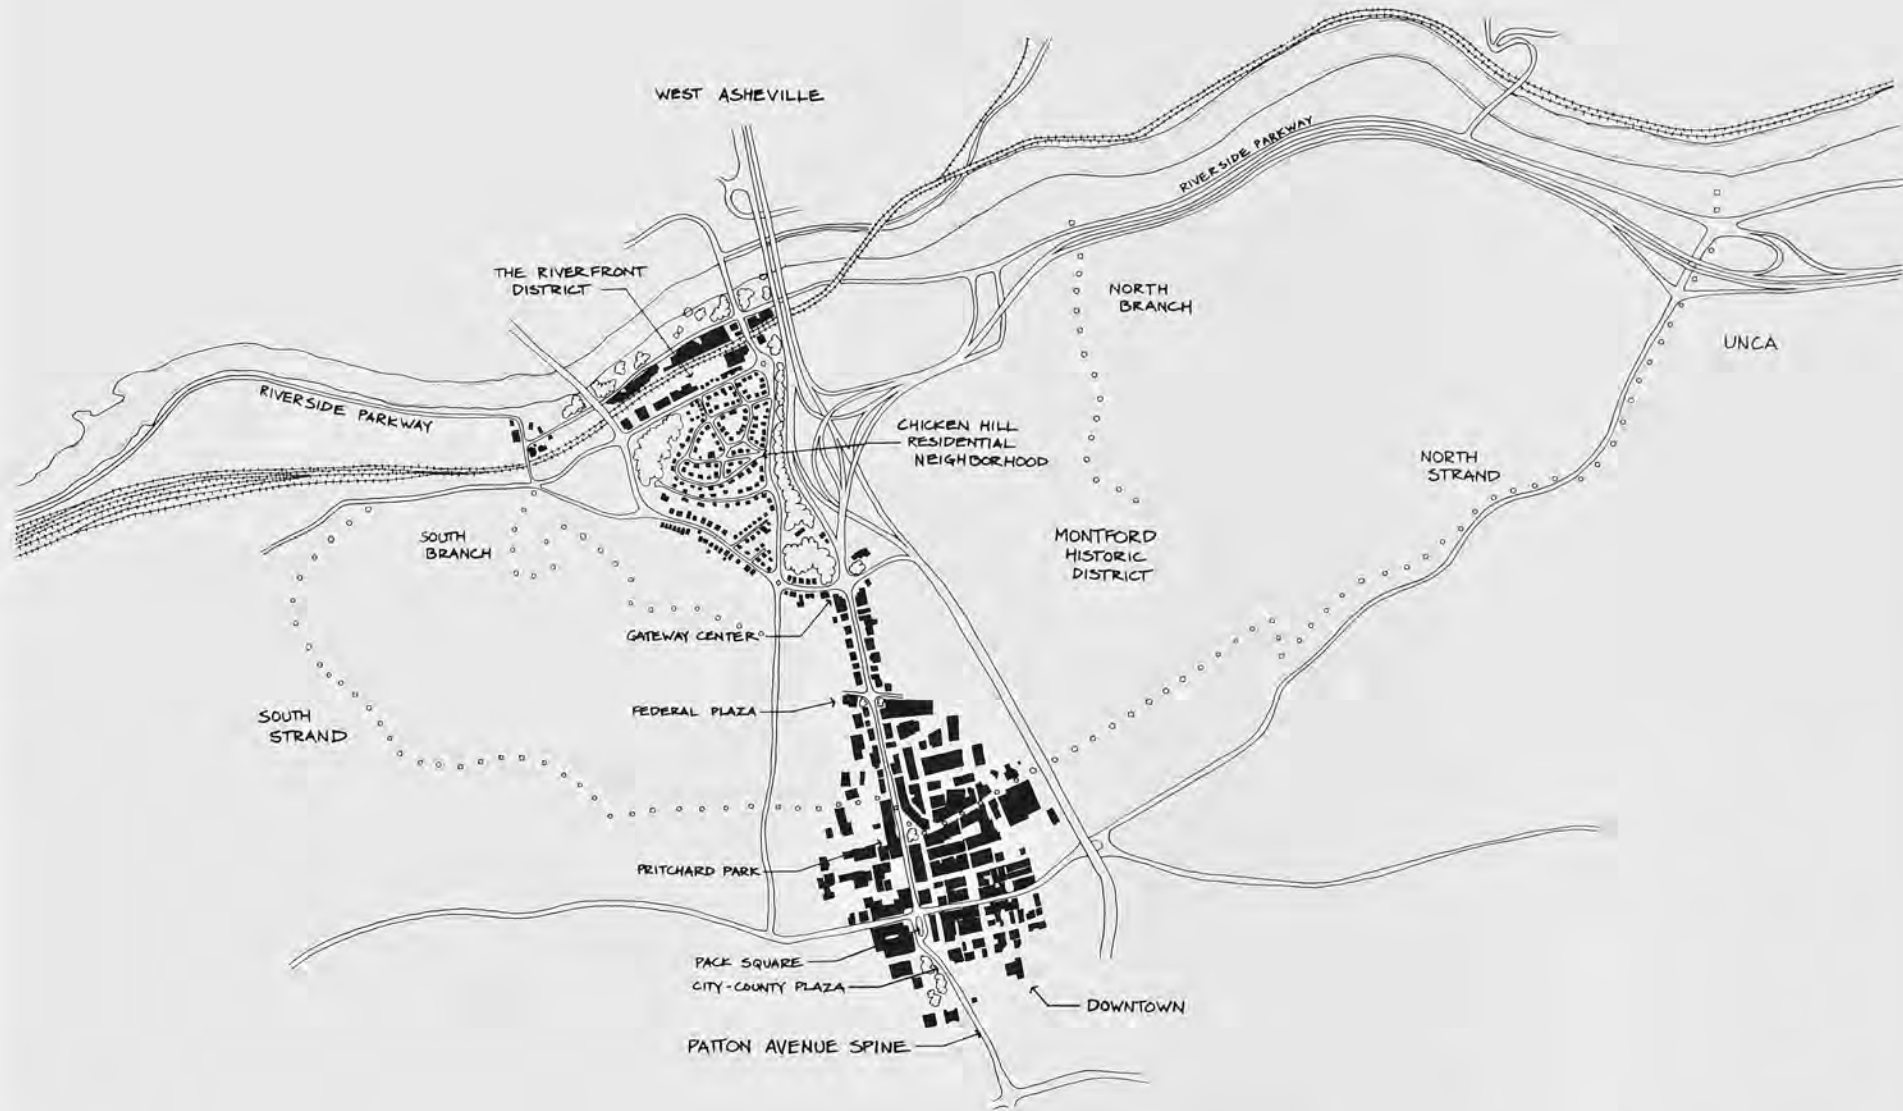 WEST ASHEVILLE
RIVERSIDE PARKWAY
THE RIVERFRONT
DISTRICT
NORTH
BRANCH
UNCA
RIVERSIDE PARKWAY
CHICKEN HILL
RESIDENTIAL
NEIGHBORHOOD
NORTH
STRAND
SOUTH
BRANCH
MONTFORD
HISTORIC
DISTRICT
GATEWAY CENTER
FEDERAL PLAZA
SOUTH
STRAND
PRITCHARD PARK
PACK SQUARE
CITY-COUNTY PLAZA
DOWNTOWN
PATTON AVENUE SPINE